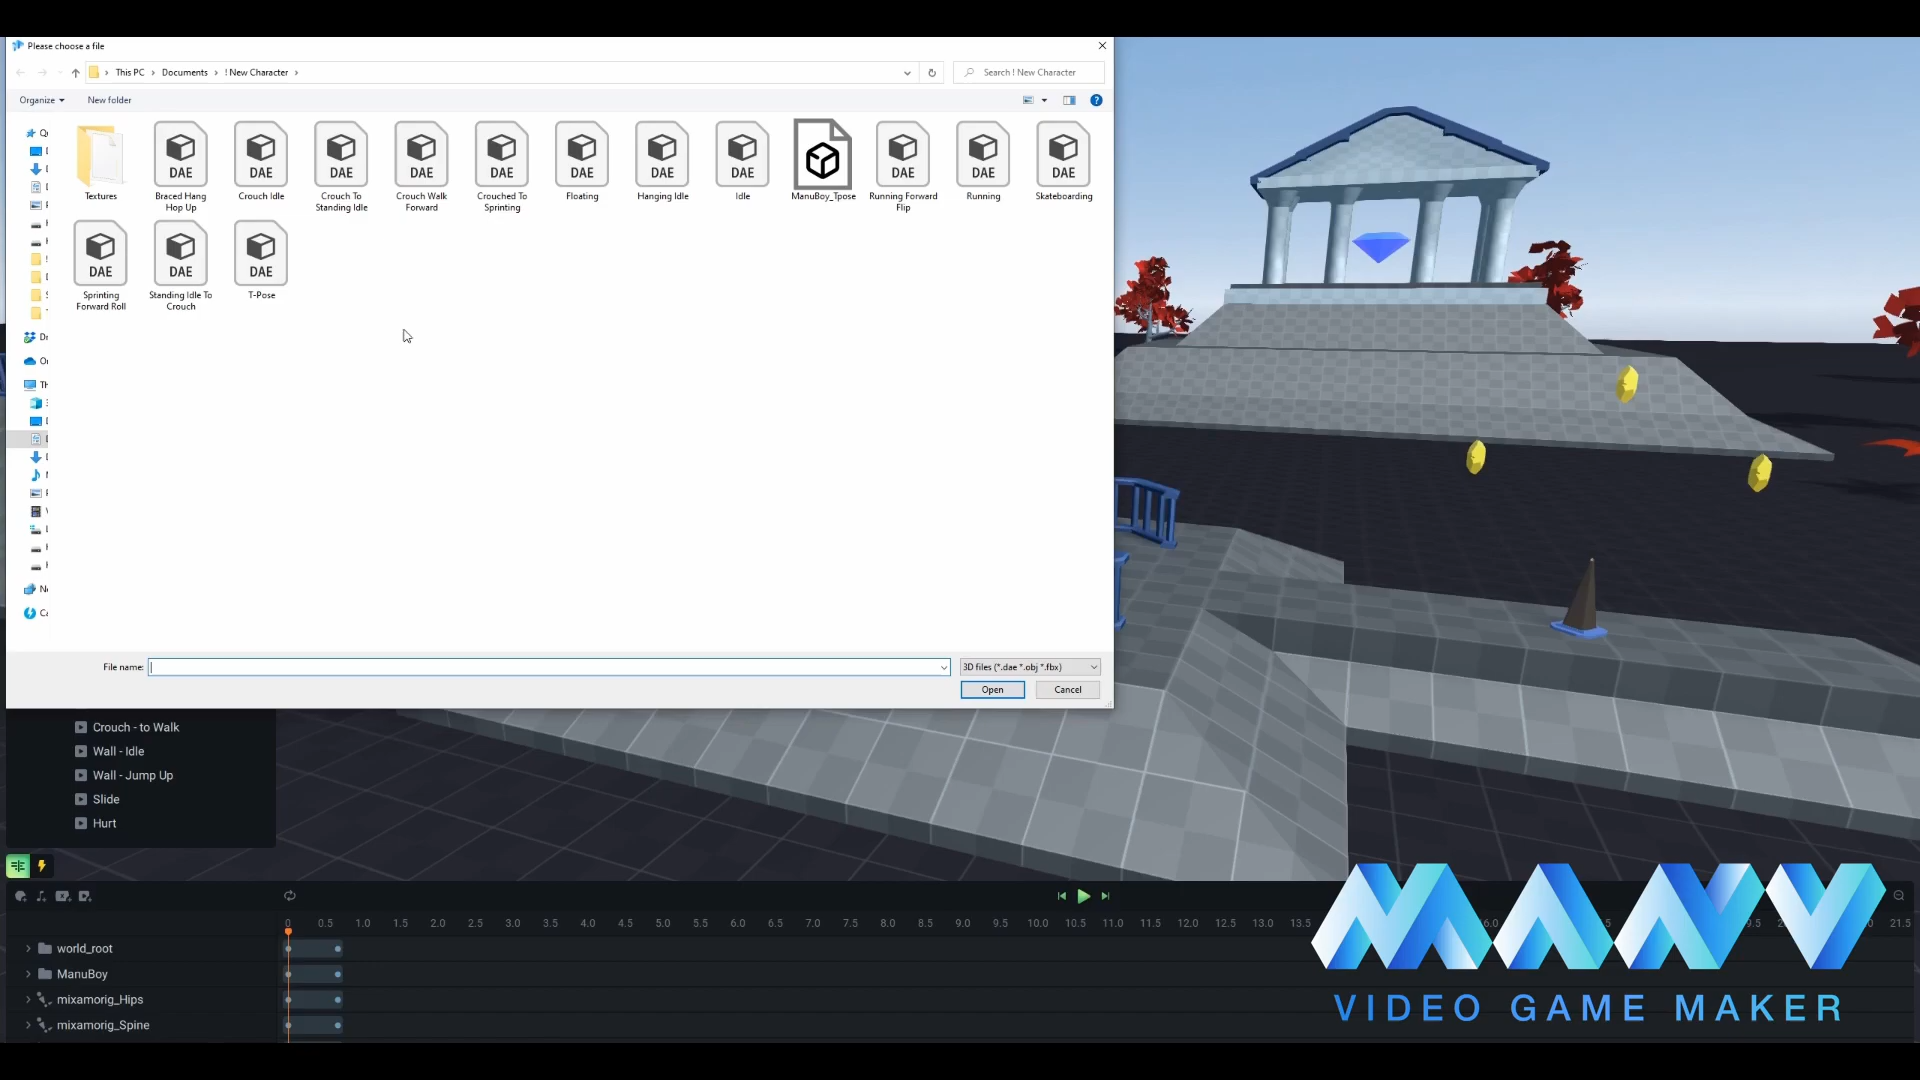 Please choose a file
This PC
Documents
! New Character
Search ! New Character
Organize
New folder
Textures
DAE
Braced Hang
Hop Up
DAE
Crouch Idle
DAE
Crouch To
Standing Idle
DAE
Crouch Walk
Forward
DAE
Crouched To
Sprinting
DAE
Floating
DAE
Hanging Idle
DAE
Idle
ManuBoy_Tpose
DAE
Running Forward
Flip
DAE
Running
DAE
Skateboarding
DAE
Sprinting
Forward Roll
DAE
Standing Idle To
Crouch
DAE
T-Pose
File name:
3D files (*.dae *.obj *.fbx)
Open
Cancel
Crouch - to Walk
Wall - Idle
Wall - Jump Up
Slide
Hurt
0 0.5 1.0 1.5 2.0 2.5 3.0 3.5 4.0 4.5 5.0 5.5 6.0 6.5 7.0 7.5 8.0 8.5 9.0 9.5 10.0 10.5 11.0 11.5 12.0 12.5 13.0 13.5 21.5
world_root
ManuBoy
mixamorig_Hips
mixamorig_Spine
MANU
VIDEO GAME MAKER